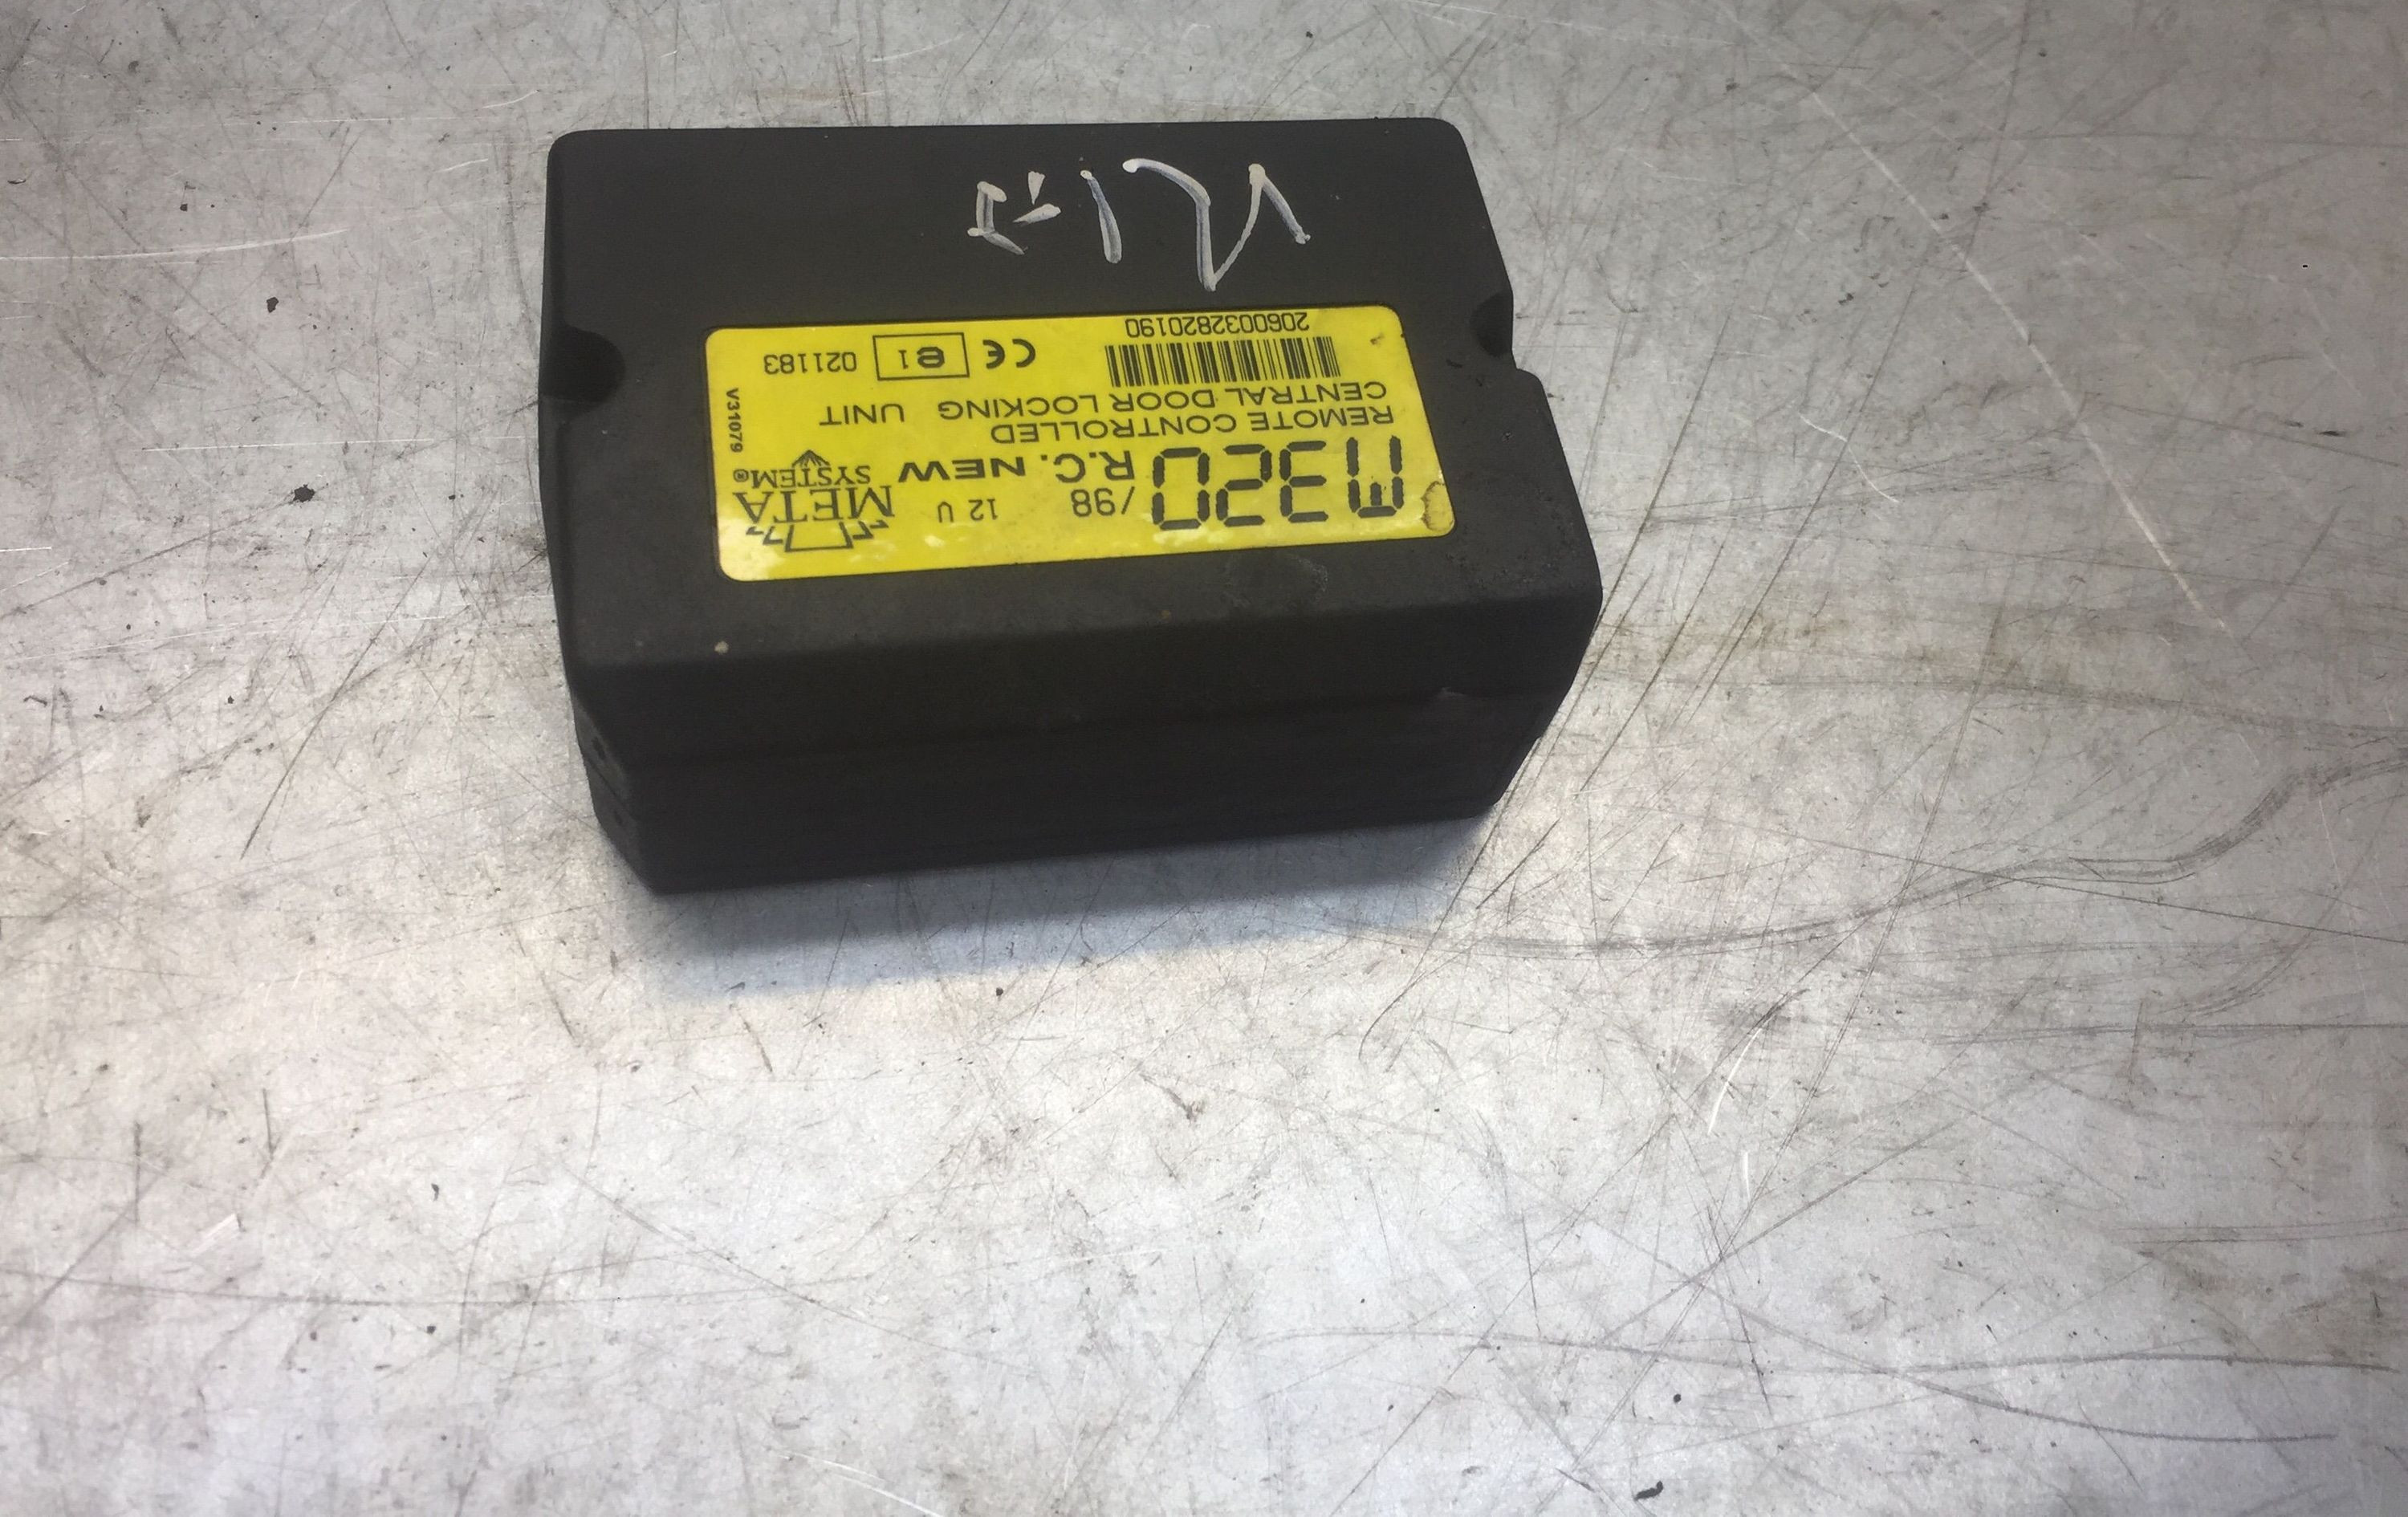 M320 /98 R.C. NEW 12 V
META
SYSTEM®
REMOTE CONTROLLED
CENTRAL DOOR LOCKING UNIT
2060032820190
CE e1 021183
V31079